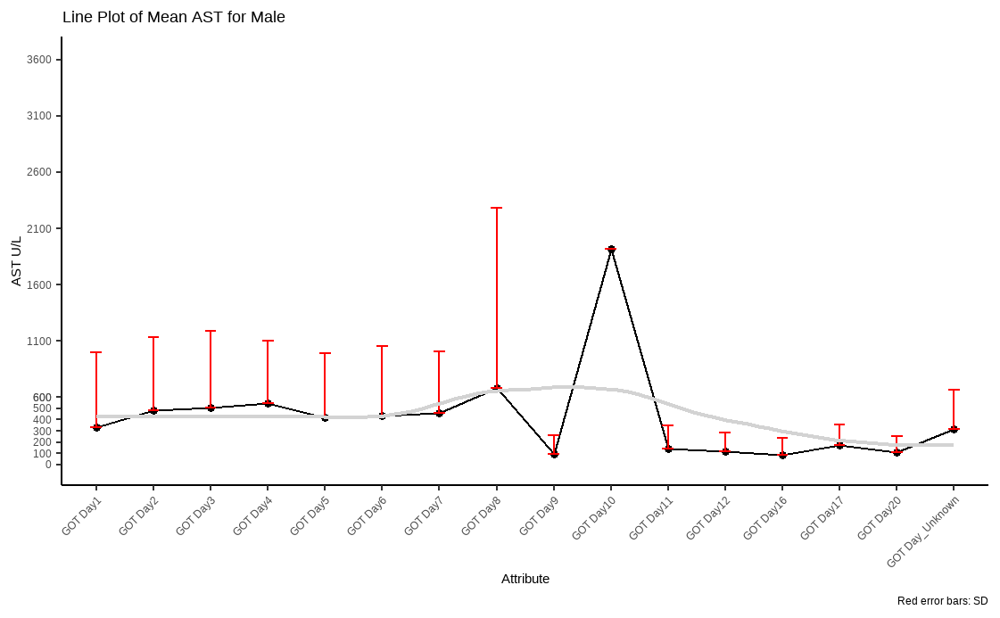 Line Plot of Mean AST for Male
AST U/L
3600
3100
2600
2100
1600
1100
600
500
400
300
200
100
0
GOT Day1
GOT Day2
GOT Day3
GOT Day4
GOT Day5
GOT Day6
GOT Day7
GOT Day8
GOT Day9
GOT Day10
GOT Day11
GOT Day12
GOT Day16
GOT Day17
GOT Day20
GOT Day_Unknown
Attribute
Red error bars: SD